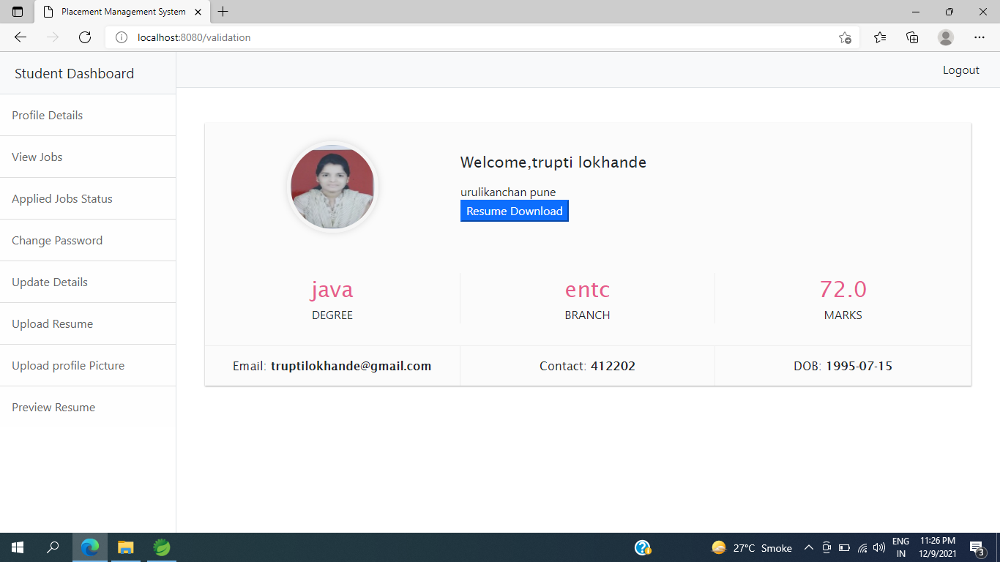 Placement Management System
localhost:8080/validation
Student Dashboard
Logout
Profile Details
View Jobs
Applied Jobs Status
Change Password
Update Details
Upload Resume
Upload profile Picture
Preview Resume
Welcome,trupti lokhande
urulikanchan pune
Resume Download
java
DEGREE
entc
BRANCH
72.0
MARKS
Email: truptilokhande@gmail.com
Contact: 412202
DOB: 1995-07-15
27°C Smoke
ENG
IN
11:26 PM
12/9/2021
3